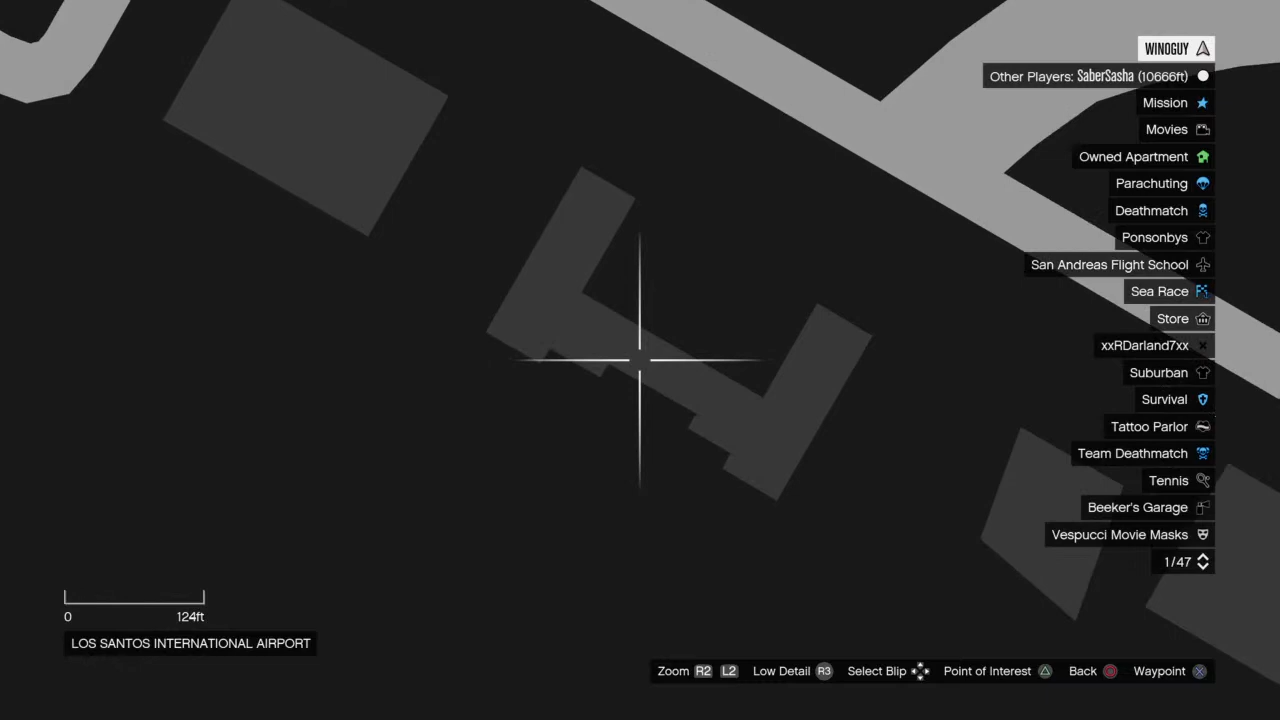 WINOGUY
Other Players: SaberSasha (10666ft)
Mission
Movies
Owned Apartment
Parachuting
Deathmatch
Ponsonbys
San Andreas Flight School
Sea Race
Store
xxRDarland7xx
Suburban
Survival
Tattoo Parlor
Team Deathmatch
Tennis
Beeker's Garage
Vespucci Movie Masks
1/47
0 124ft
LOS SANTOS INTERNATIONAL AIRPORT
Zoom R2 L2 Low Detail R3 Select Blip Point of Interest Back Waypoint